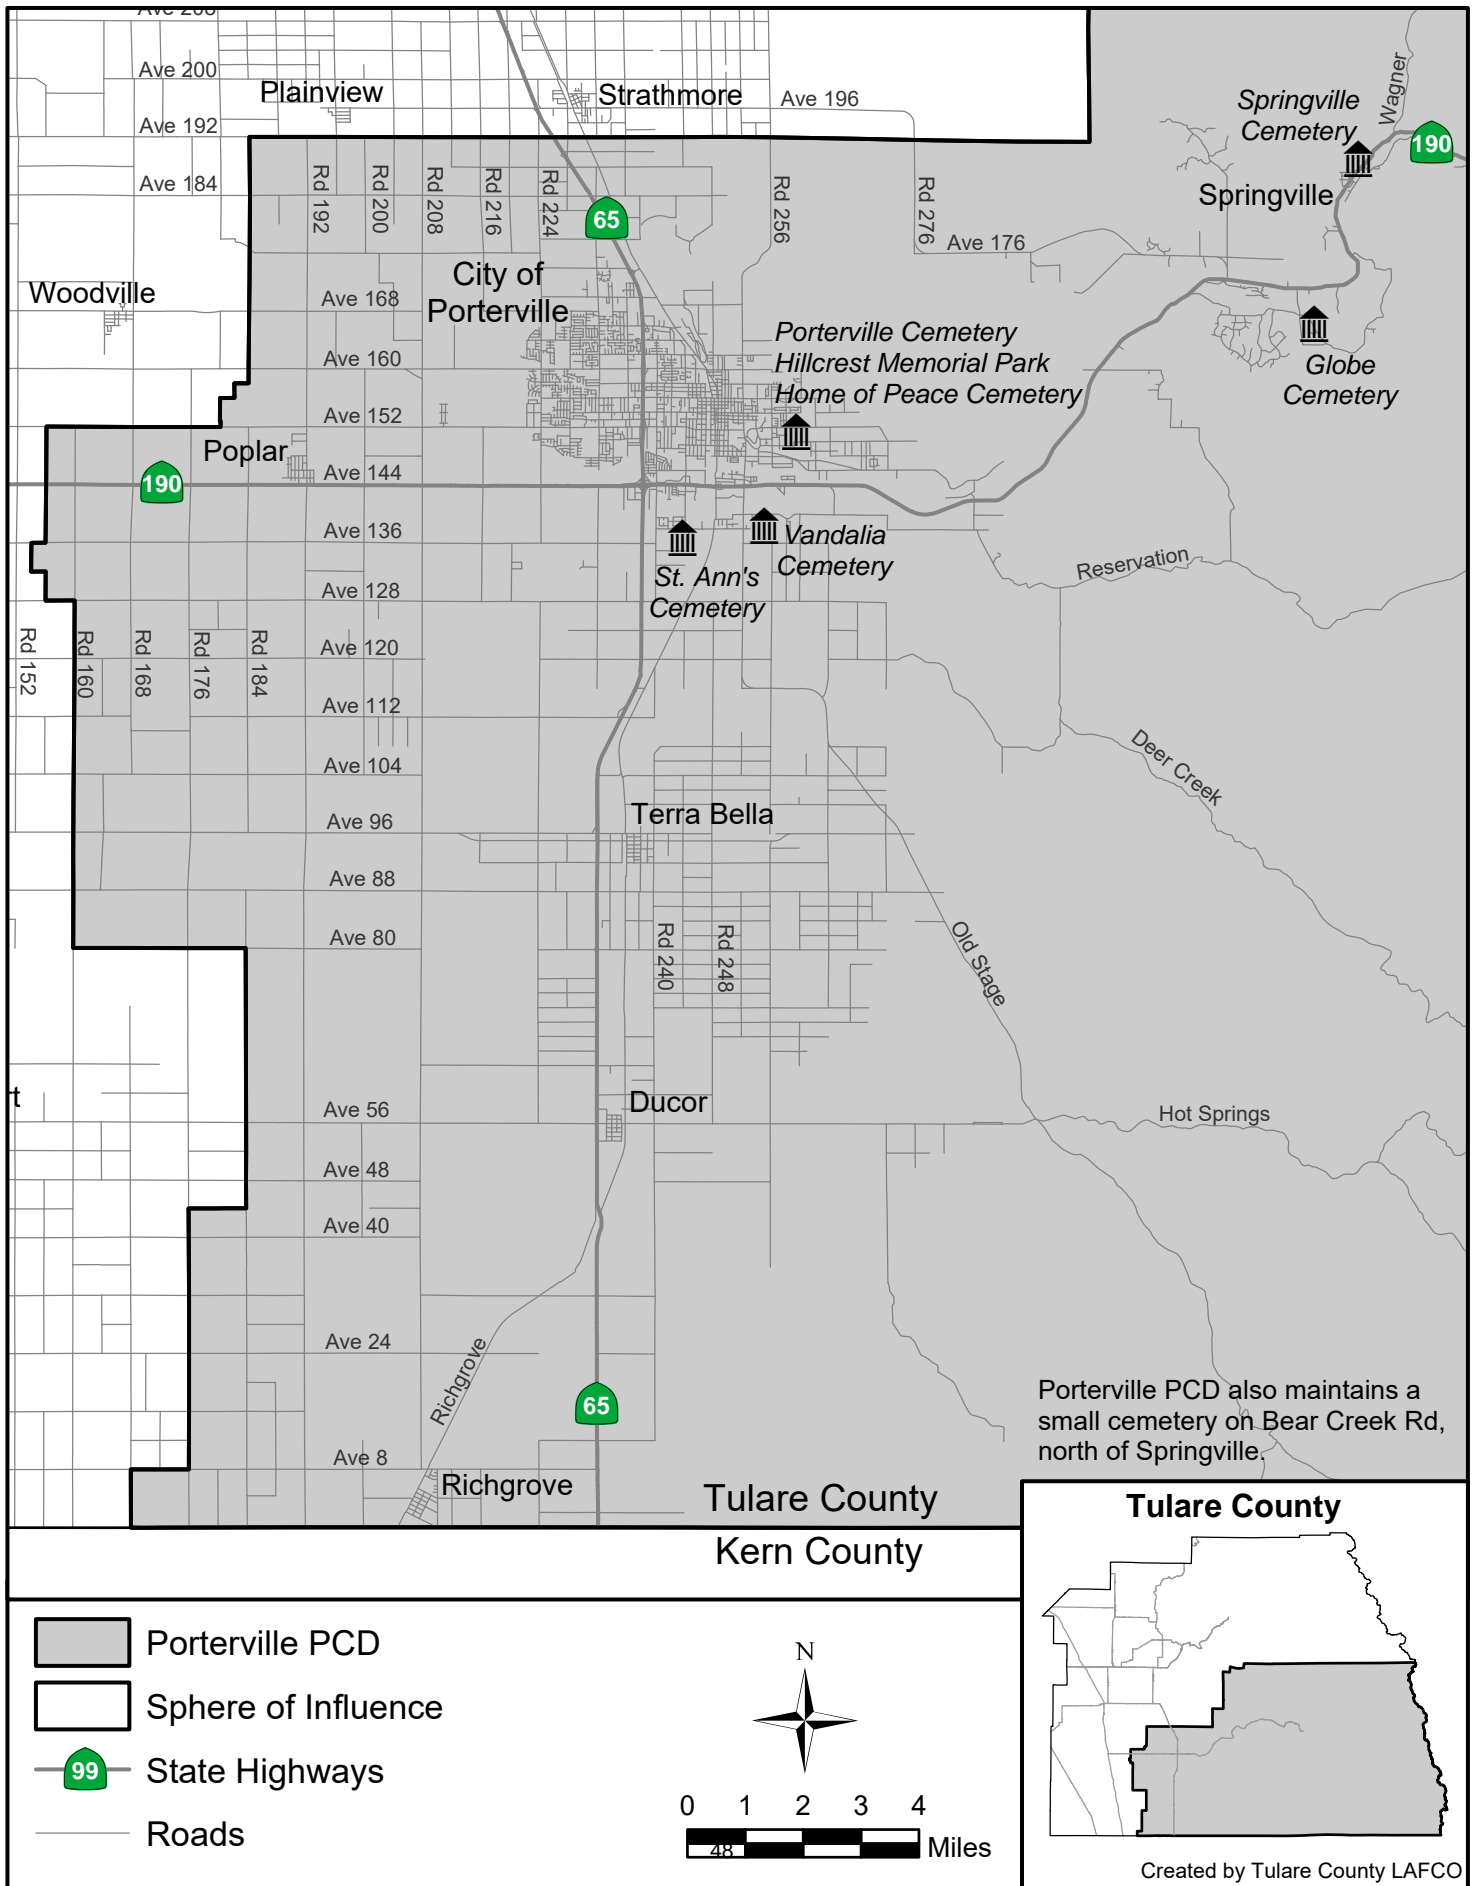 Ave 208
Ave 200
Plainview
Strathmore
Ave 196
Ave 192
Springville
Cemetery
Wagner
190
Ave 184
Springville
Rd 192
Rd 200
Rd 208
Rd 216
Rd 224
65
Rd 256
Rd 276
Ave 176
City of
Porterville
Woodville
Ave 168
Porterville Cemetery
Hillcrest Memorial Park
Home of Peace Cemetery
Globe
Cemetery
Ave 160
Ave 152
Poplar
190
Ave 144
Ave 136
Vandalia
Cemetery
St. Ann's
Cemetery
Reservation
Ave 128
Rd 152
Rd 160
Rd 168
Rd 176
Rd 184
Ave 120
Ave 112
Deer Creek
Ave 104
Terra Bella
Ave 96
Ave 88
Ave 80
Rd 240
Rd 248
Old Stage
rt
Ducor
Ave 56
Hot Springs
Ave 48
Ave 40
Ave 24
Richgrove
65
Porterville PCD also maintains a
small cemetery on Bear Creek Rd,
north of Springville.
Ave 8
Richgrove
Tulare County
Kern County
Tulare County
Porterville PCD
Sphere of Influence
99
State Highways
Roads
N
0 1 2 3 4
Miles
48
Created by Tulare County LAFCO